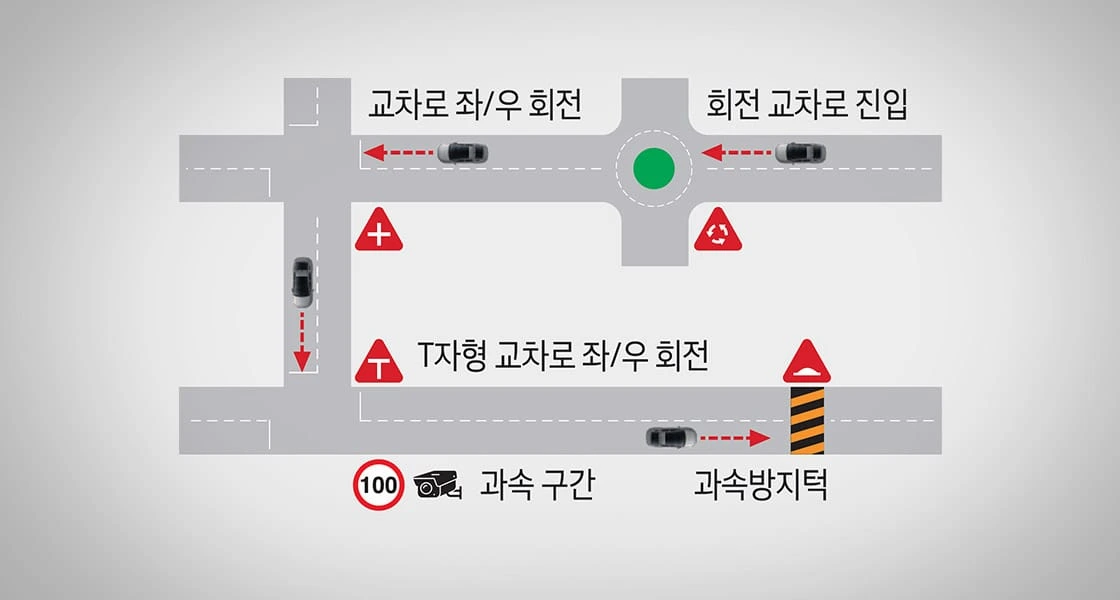 교차로 좌/우 회전
회전 교차로 진입
T자형 교차로 좌/우 회전
100
과속 구간
과속방지턱